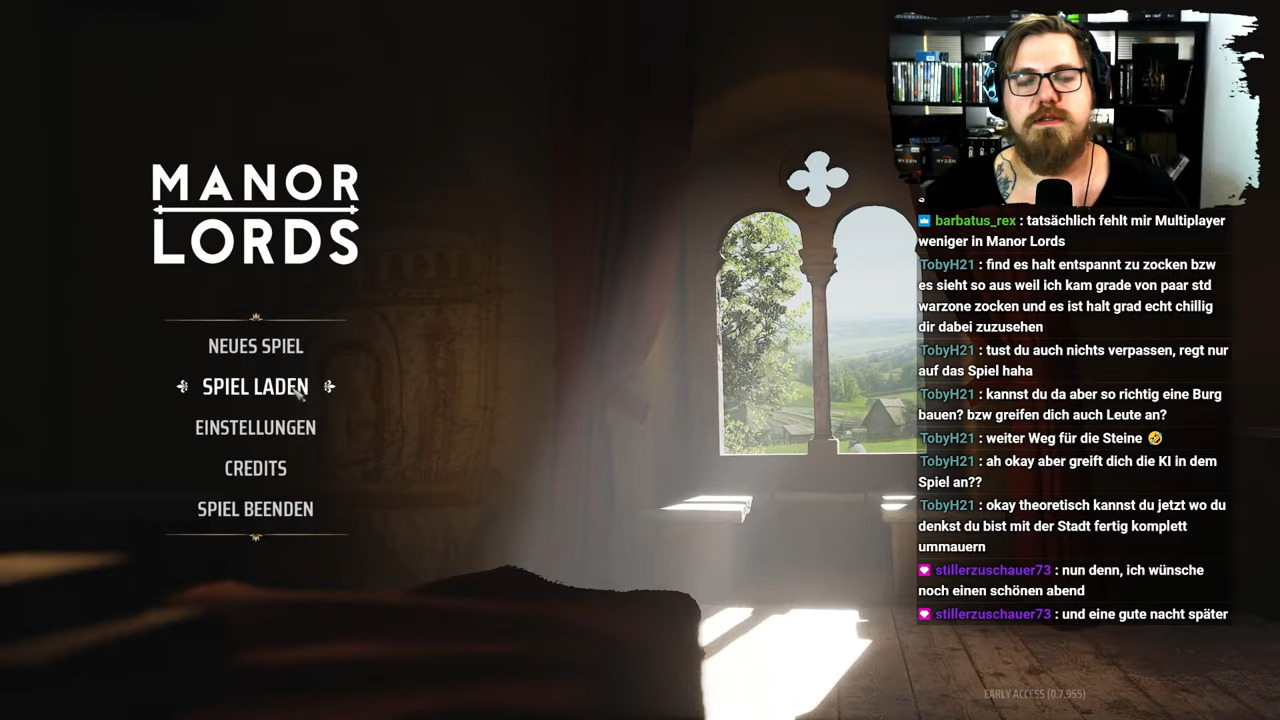 MANOR
LORDS
NEUES SPIEL
SPIEL LADEN
EINSTELLUNGEN
CREDITS
SPIEL BEENDEN
RYZEN
RYZEN
barbatus_rex : tatsächlich fehlt mir Multiplayer
weniger in Manor Lords
TobyH21 : find es halt entspannt zu zocken bzw
es sieht so aus weil ich kam grade von paar std
warzone zocken und es ist halt grad echt chillig
dir dabei zuzusehen
TobyH21 : tust du auch nichts verpassen, regt nur
auf das Spiel haha
TobyH21 : kannst du da aber so richtig eine Burg
bauen? bzw greifen dich auch Leute an?
TobyH21 : weiter Weg für die Steine 🤣
TobyH21 : ah okay aber greift dich die KI in dem
Spiel an??
TobyH21 : okay theoretisch kannst du jetzt wo du
denkst du bist mit der Stadt fertig komplett
ummauern
stillerzuschauer73 : nun denn, ich wünsche
noch einen schönen abend
stillerzuschauer73 : und eine gute nacht später
EARLY ACCESS (0.7.955)